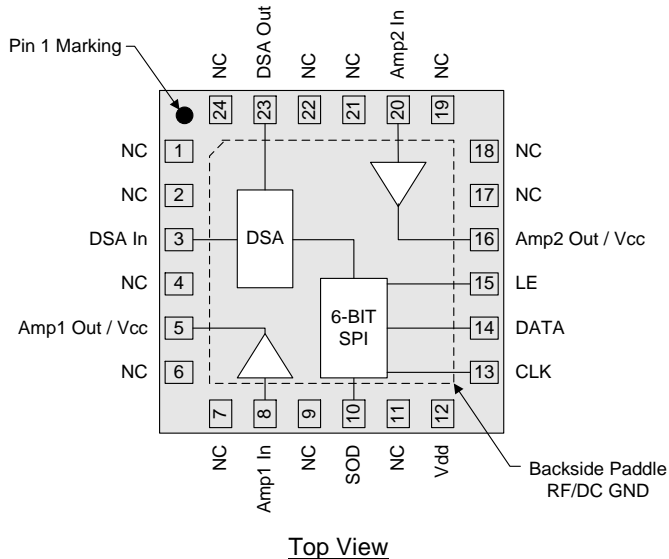 Pin 1 Marking
NC
DSA Out
NC
NC
Amp2 In
NC
24
23
22
21
20
19
NC 1
18 NC
NC 2
17 NC
DSA In 3
DSA
16 Amp2 Out / Vcc
NC 4
15 LE
Amp1 Out / Vcc 5
6-BIT
SPI
14 DATA
NC 6
13 CLK
7
8
9
10
11
12
NC
Amp1 In
NC
SOD
NC
Vdd
Backside Paddle
RF/DC GND
Top View